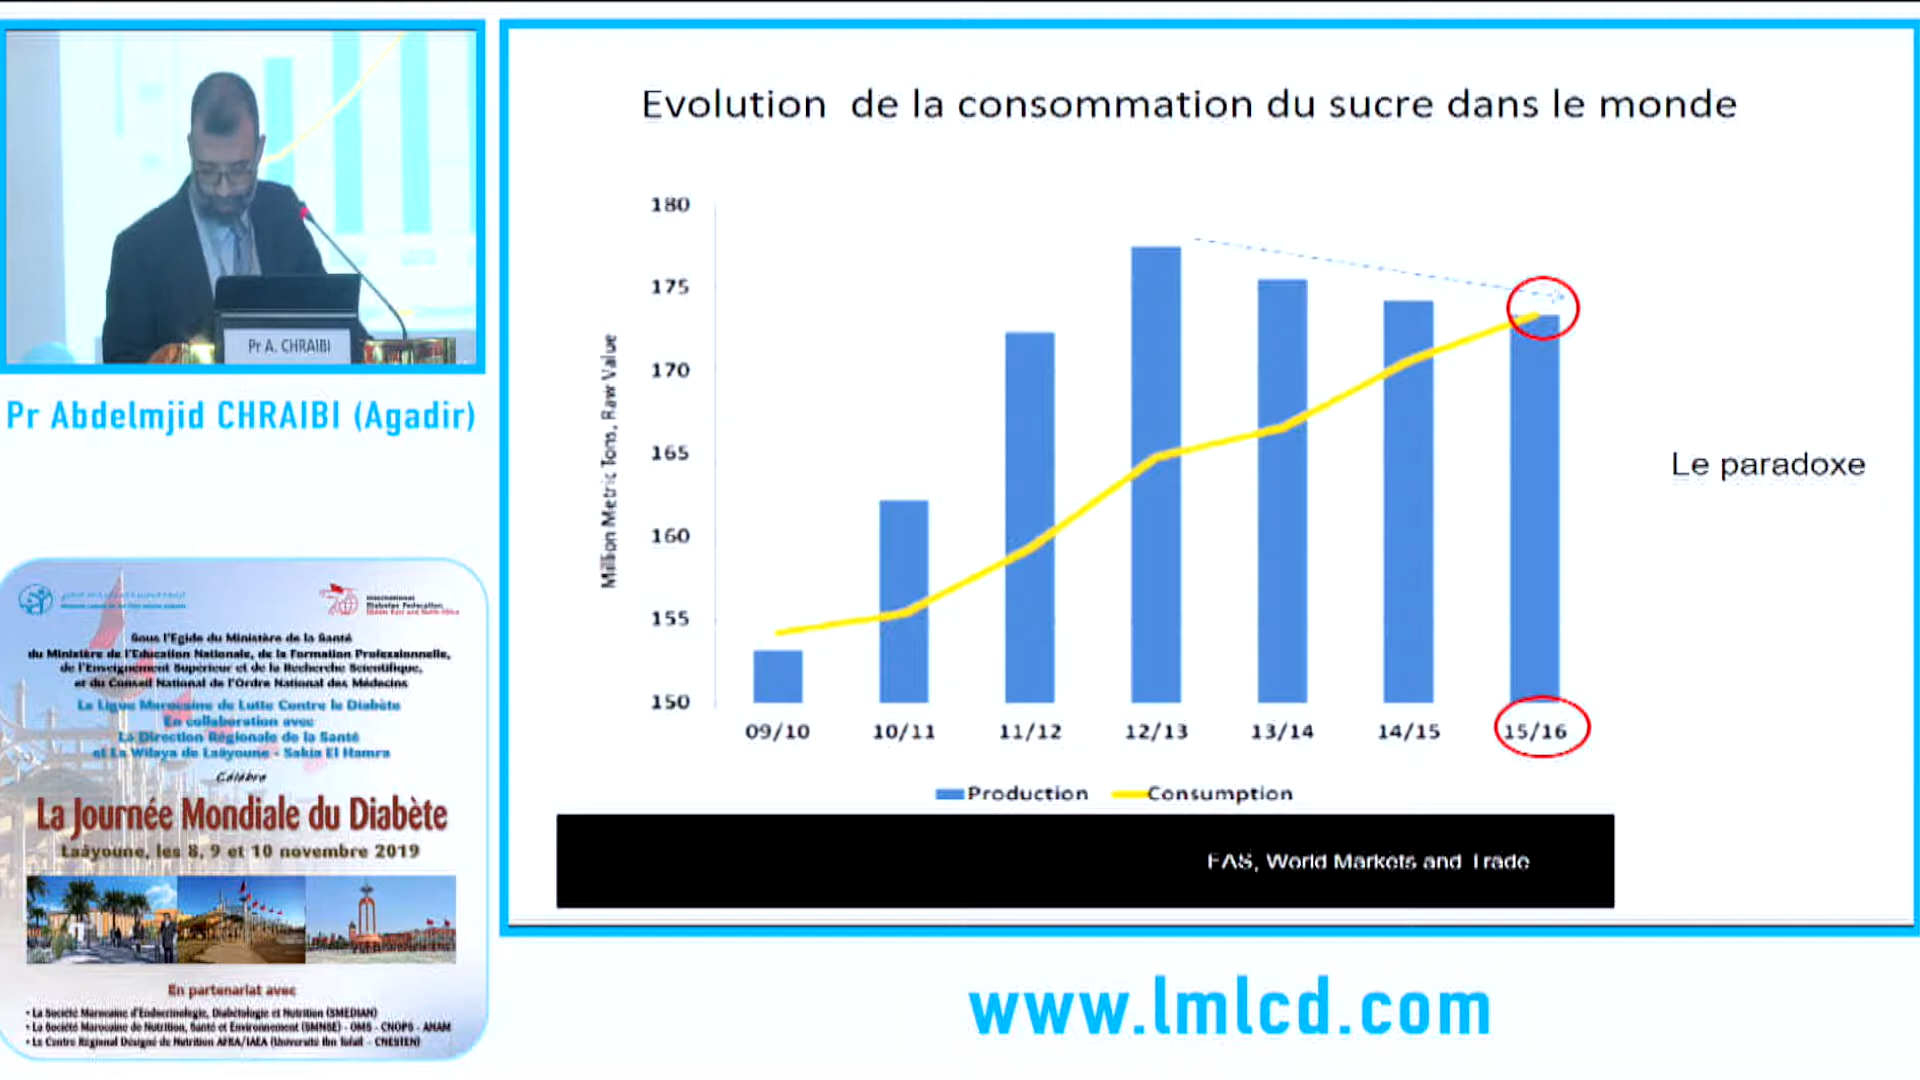 Pr A. CHRAIBI
Pr Abdelmjid CHRAIBI (Agadir)
International
Diabetes Federation
Middle East and North Africa
Sous l'Egide du Ministère de la Santé
du Ministère de l'Education Nationale, de la Formation Professionnelle,
de l'Enseignement Supérieur et de la Recherche Scientifique,
et du Conseil National de l'Ordre National des Médecins
La Ligue Marocaine de Lutte Contre le Diabète
En collaboration avec
La Direction Régionale de la Santé
et La Wilaya de Laâyoune - Sakia El Hamra
Célèbre
La Journée Mondiale du Diabète
Laâyoune, les 8, 9 et 10 novembre 2019
En partenariat avec
• La Société Marocaine d'Endocrinologie, Diabétologie et Nutrition (SMEDIAN)
• La Société Marocaine de Nutrition, Santé et Environnement (SMNSE) - OMS - CNOPS - ANAM
• Le Centre Régional Désigné de Nutrition AFRA/IAEA (Université Ibn Tofail - CNESTEN)
Evolution de la consommation du sucre dans le monde
Million Metric Tons, Raw Value
180
175
170
165
160
155
150
09/10 10/11 11/12 12/13 13/14 14/15 15/16
Production Consumption
Le paradoxe
FAS, World Markets and Trade
www.lmlcd.com